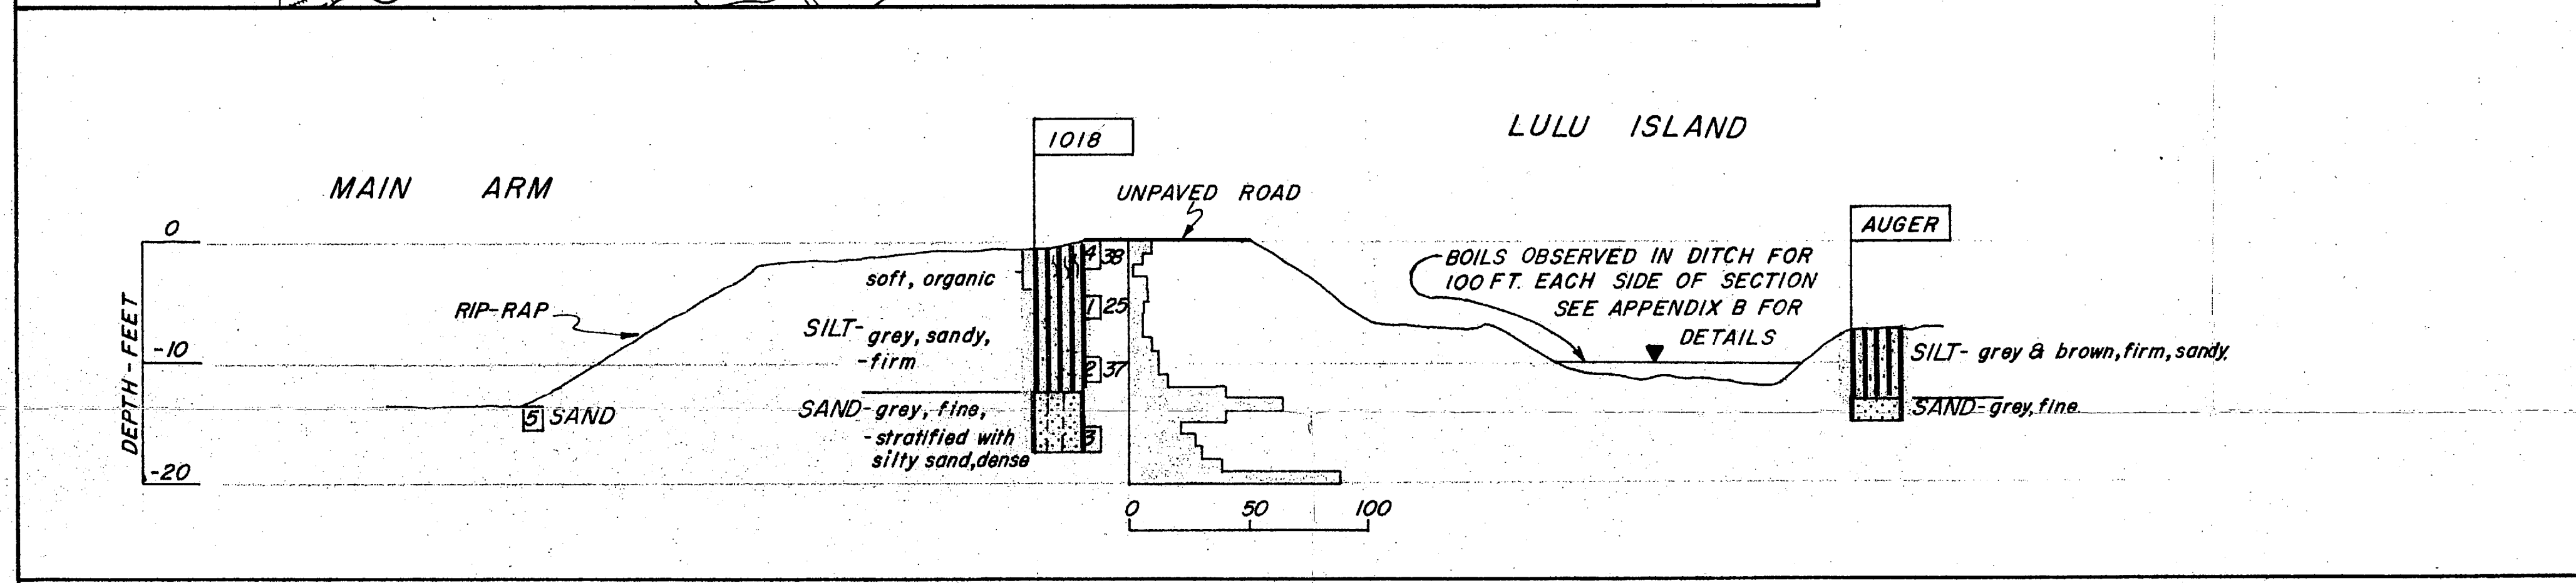 LULU ISLAND
1018
MAIN ARM
UNPAVED ROAD
AUGER
0
-10
-20
DEPTH-FEET
RIP-RAP
5 SAND
soft, organic
SILT- grey, sandy,
-firm
SAND-grey, fine,
-stratified with
silty sand, dense
4 38
1 25
2 37
3
BOILS OBSERVED IN DITCH FOR
100 FT. EACH SIDE OF SECTION
SEE APPENDIX B FOR
DETAILS
SILT- grey & brown, firm, sandy.
SAND-grey, fine
0 50 100